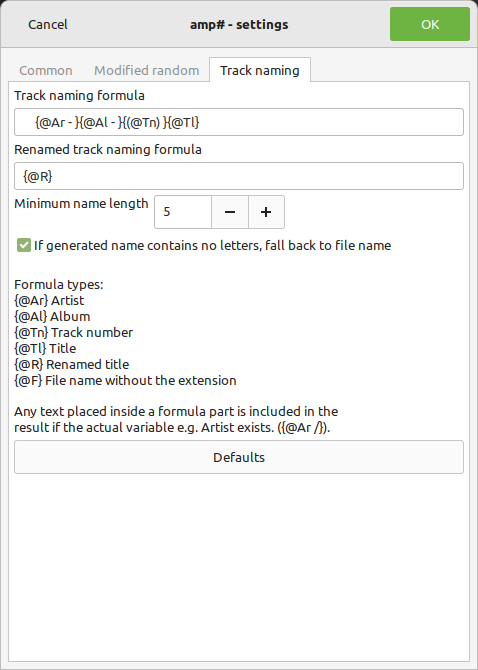 Cancel
amp# - settings
OK
Common
Modified random
Track naming
Track naming formula
{@Ar - }{@Al - }{(@Tn) }{@Tl}
Renamed track naming formula
{@R}
Minimum name length 5 − +
If generated name contains no letters, fall back to file name
Formula types:
{@Ar} Artist
{@Al} Album
{@Tn} Track number
{@Tl} Title
{@R} Renamed title
{@F} File name without the extension
Any text placed inside a formula part is included in the
result if the actual variable e.g. Artist exists. ({@Ar /}).
Defaults